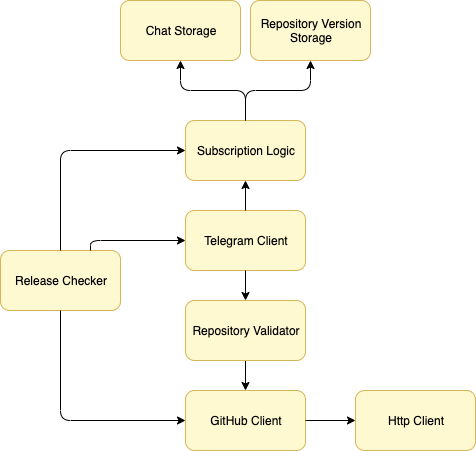 Chat Storage
Repository Version
Storage
Subscription Logic
Telegram Client
Release Checker
Repository Validator
GitHub Client
Http Client